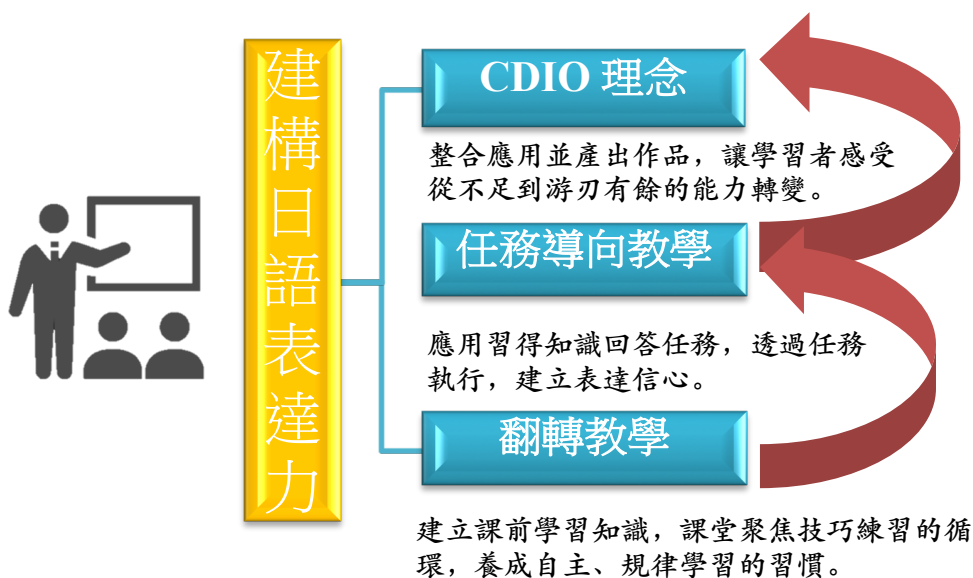 建構日語表達力
CDIO 理念
整合應用並產出作品，讓學習者感受
從不足到游刃有餘的能力轉變。
任務導向教學
應用習得知識回答任務，透過任務
執行，建立表達信心。
翻轉教學
建立課前學習知識，課堂聚焦技巧練習的循
環，養成自主、規律學習的習慣。